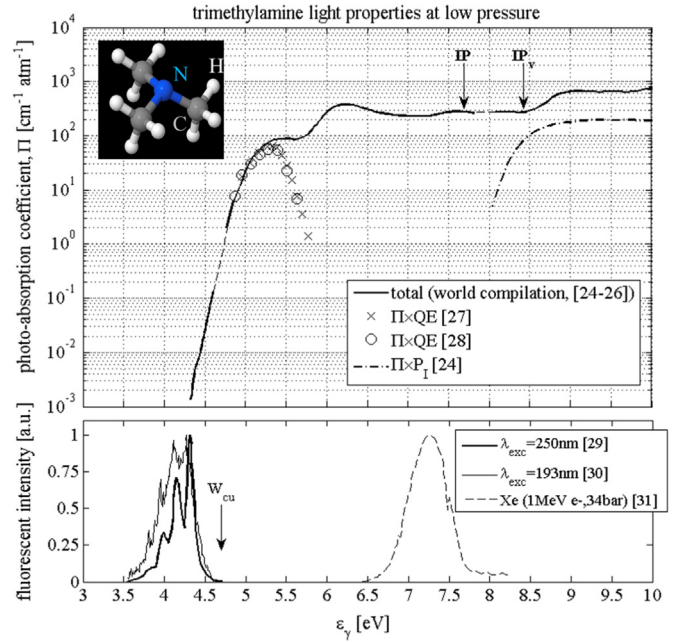 trimethylamine light properties at low pressure
photo-absorption coefficient, Π [cm⁻¹ atm⁻¹]
10⁴
10³
10²
10¹
10⁰
10⁻¹
10⁻²
10⁻³
N
H
C
IP
IPᵥ
total (world compilation, [24-26])
Π×QE [27]
Π×QE [28]
Π×P_I [24]
fluorescent intensity [a.u.]
1
0.75
0.5
0.25
0
W_cu
λ_exc=250nm [29]
λ_exc=193nm [30]
Xe (1MeV e-,34bar) [31]
3 3.5 4 4.5 5 5.5 6 6.5 7 7.5 8 8.5 9 9.5 10
ε_γ [eV]